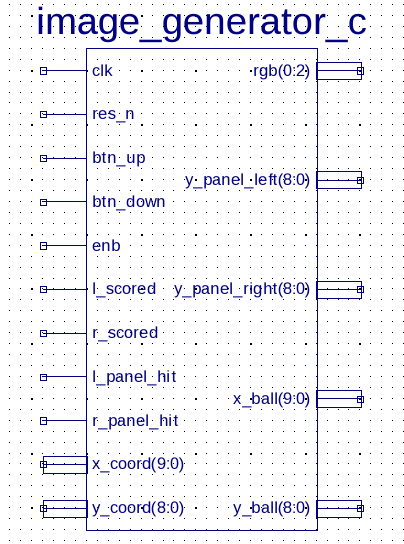 image_generator_c
clk rgb(0:2)
res_n
btn_up
y_panel_left(8:0)
btn_down
enb
l_scored y_panel_right(8:0)
r_scored
l_panel_hit
x_ball(9:0)
r_panel_hit
x_coord(9:0)
y_coord(8:0) y_ball(8:0)